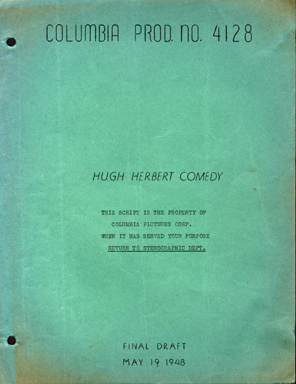 COLUMBIA PROD. NO. 4128
HUGH HERBERT COMEDY
THIS SCRIPT IS THE PROPERTY OF
COLUMBIA PICTURES CORP.
WHEN IT HAS SERVED YOUR PURPOSE
RETURN TO STENOGRAPHIC DEPT.
FINAL DRAFT
MAY 19 1948